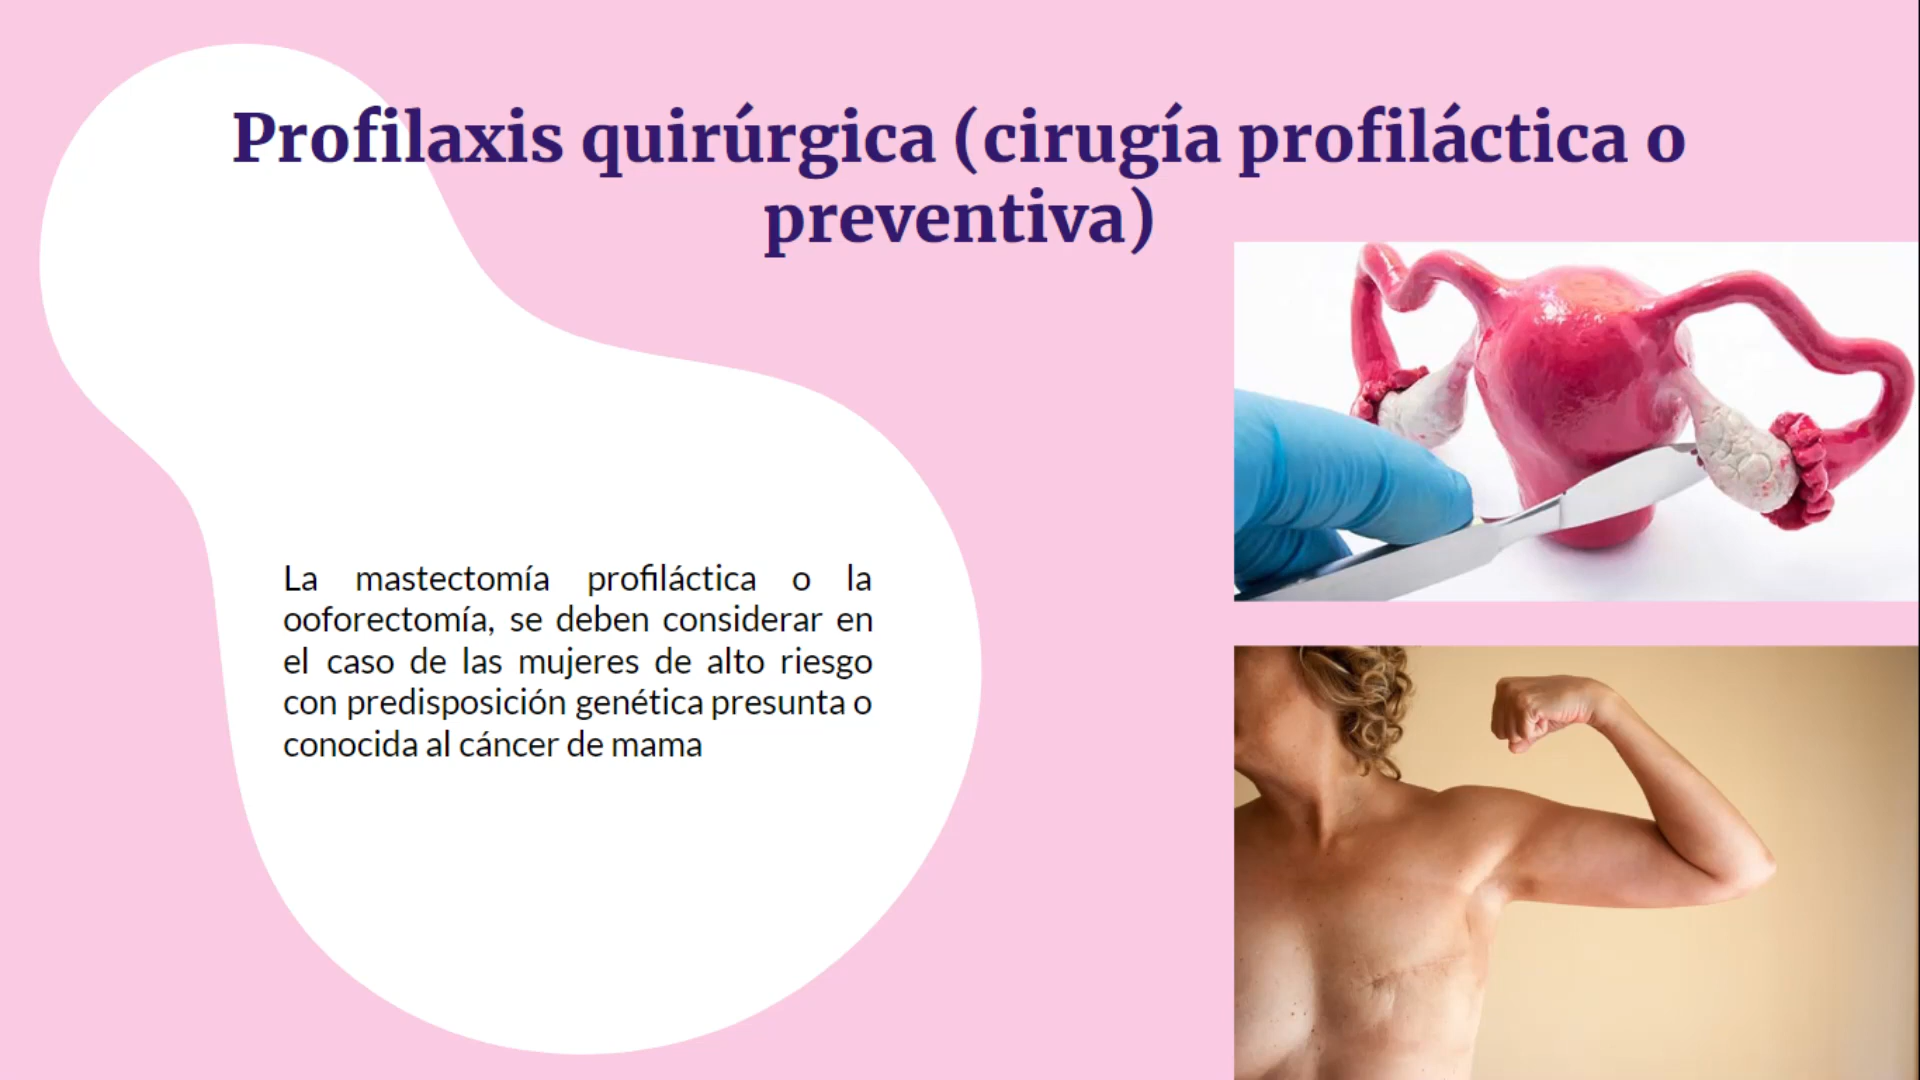 Profilaxis quirúrgica (cirugía profiláctica o
preventiva)
La mastectomía profiláctica o la
ooforectomía, se deben considerar en
el caso de las mujeres de alto riesgo
con predisposición genética presunta o
conocida al cáncer de mama